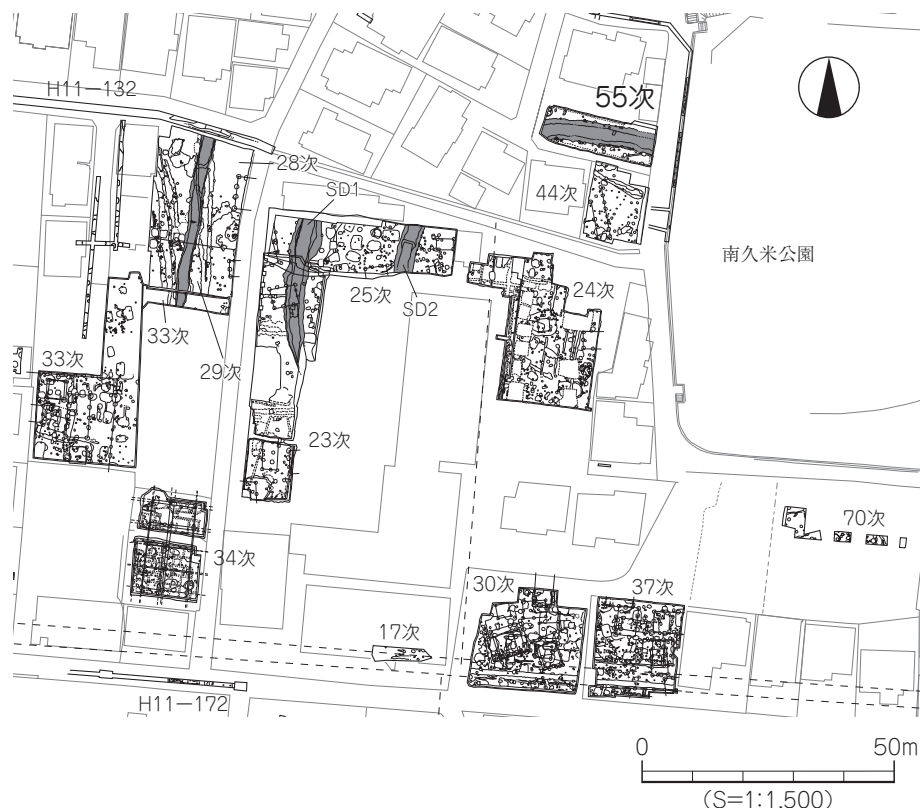 H11−132
55次
28次
SD1
44次
南久米公園
25次
SD2
24次
33次
29次
33次
23次
70次
34次
30次
37次
17次
H11−172
0
50m
(S=1:1,500)